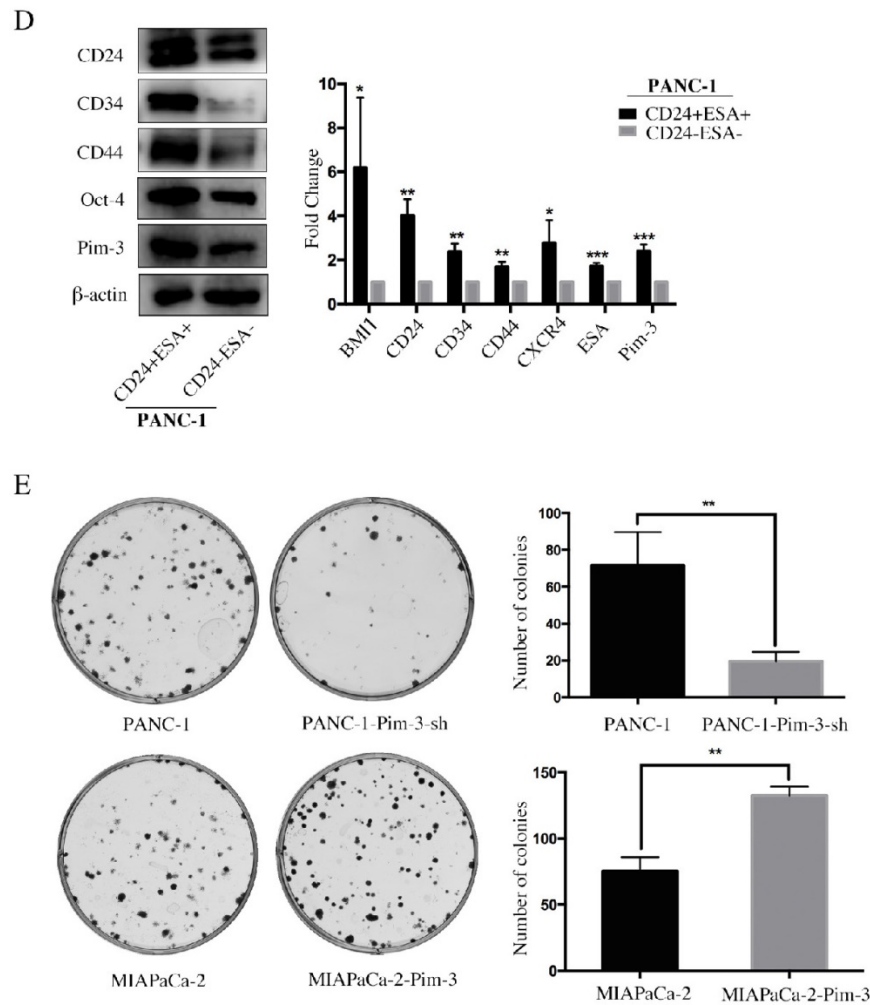 D
CD24
CD34
CD44
Oct-4
Pim-3
β-actin
CD24+ESA+
CD24-ESA-
PANC-1
Fold Change
10
8
6
4
2
0
*
**
**
**
*
***
***
BMI1
CD24
CD34
CD44
CXCR4
ESA
Pim-3
PANC-1
CD24+ESA+
CD24-ESA-
E
PANC-1
PANC-1-Pim-3-sh
Number of colonies
100
80
60
40
20
0
**
PANC-1
PANC-1-Pim-3-sh
MIAPaCa-2
MIAPaCa-2-Pim-3
Number of colonies
150
100
50
0
**
MIAPaCa-2
MIAPaCa-2-Pim-3